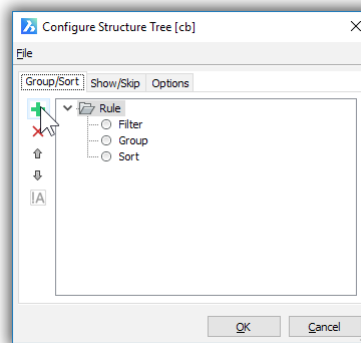 Configure Structure Tree [cb]
File
Group/Sort Show/Skip Options
Rule
Filter
Group
Sort
A
OK Cancel